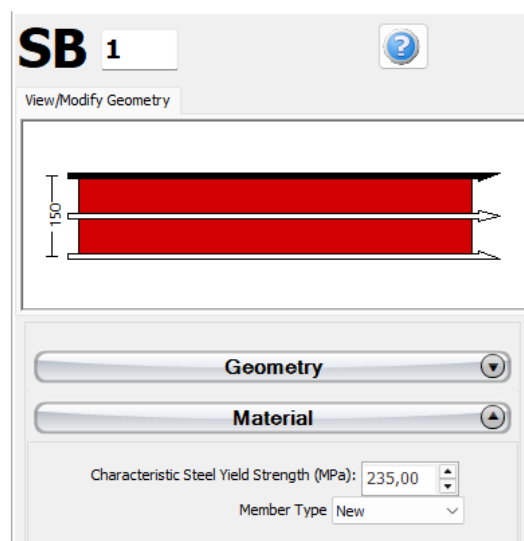 SB 1
View/Modify Geometry
150
Geometry
Material
Characteristic Steel Yield Strength (MPa): 235,00
Member Type New